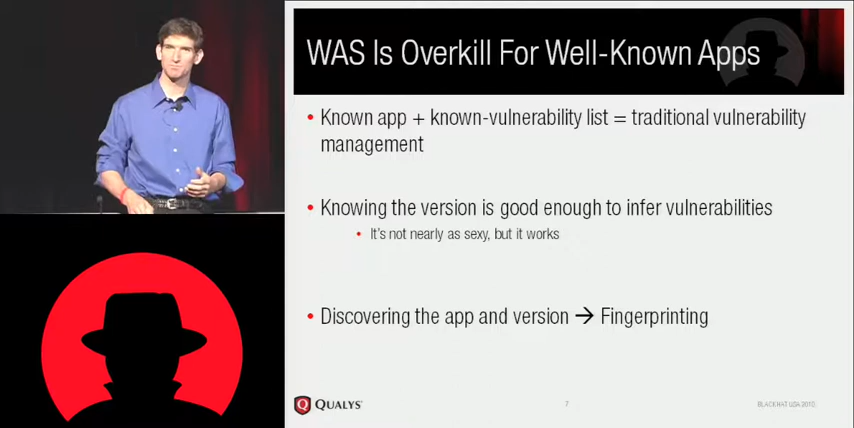 WAS Is Overkill For Well-Known Apps
• Known app + known-vulnerability list = traditional vulnerability
management
• Knowing the version is good enough to infer vulnerabilities
• It's not nearly as sexy, but it works
• Discovering the app and version → Fingerprinting
QUALYS
7
BLACKHAT USA 2010